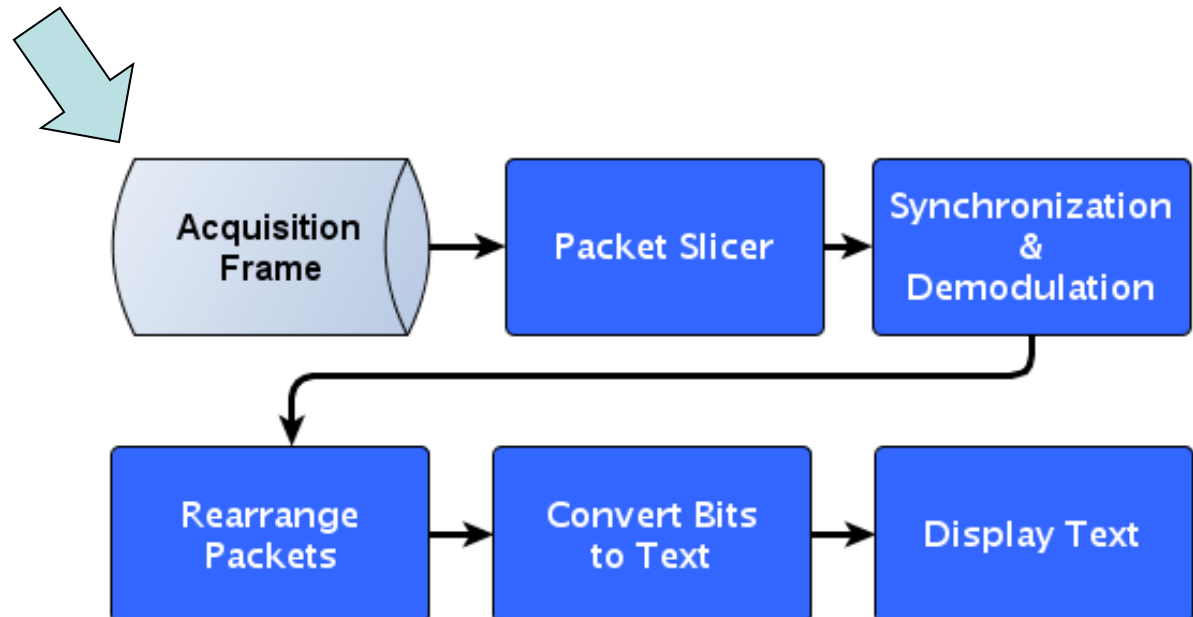 Acquisition
Frame
Packet Slicer
Synchronization
&
Demodulation
Rearrange
Packets
Convert Bits
to Text
Display Text